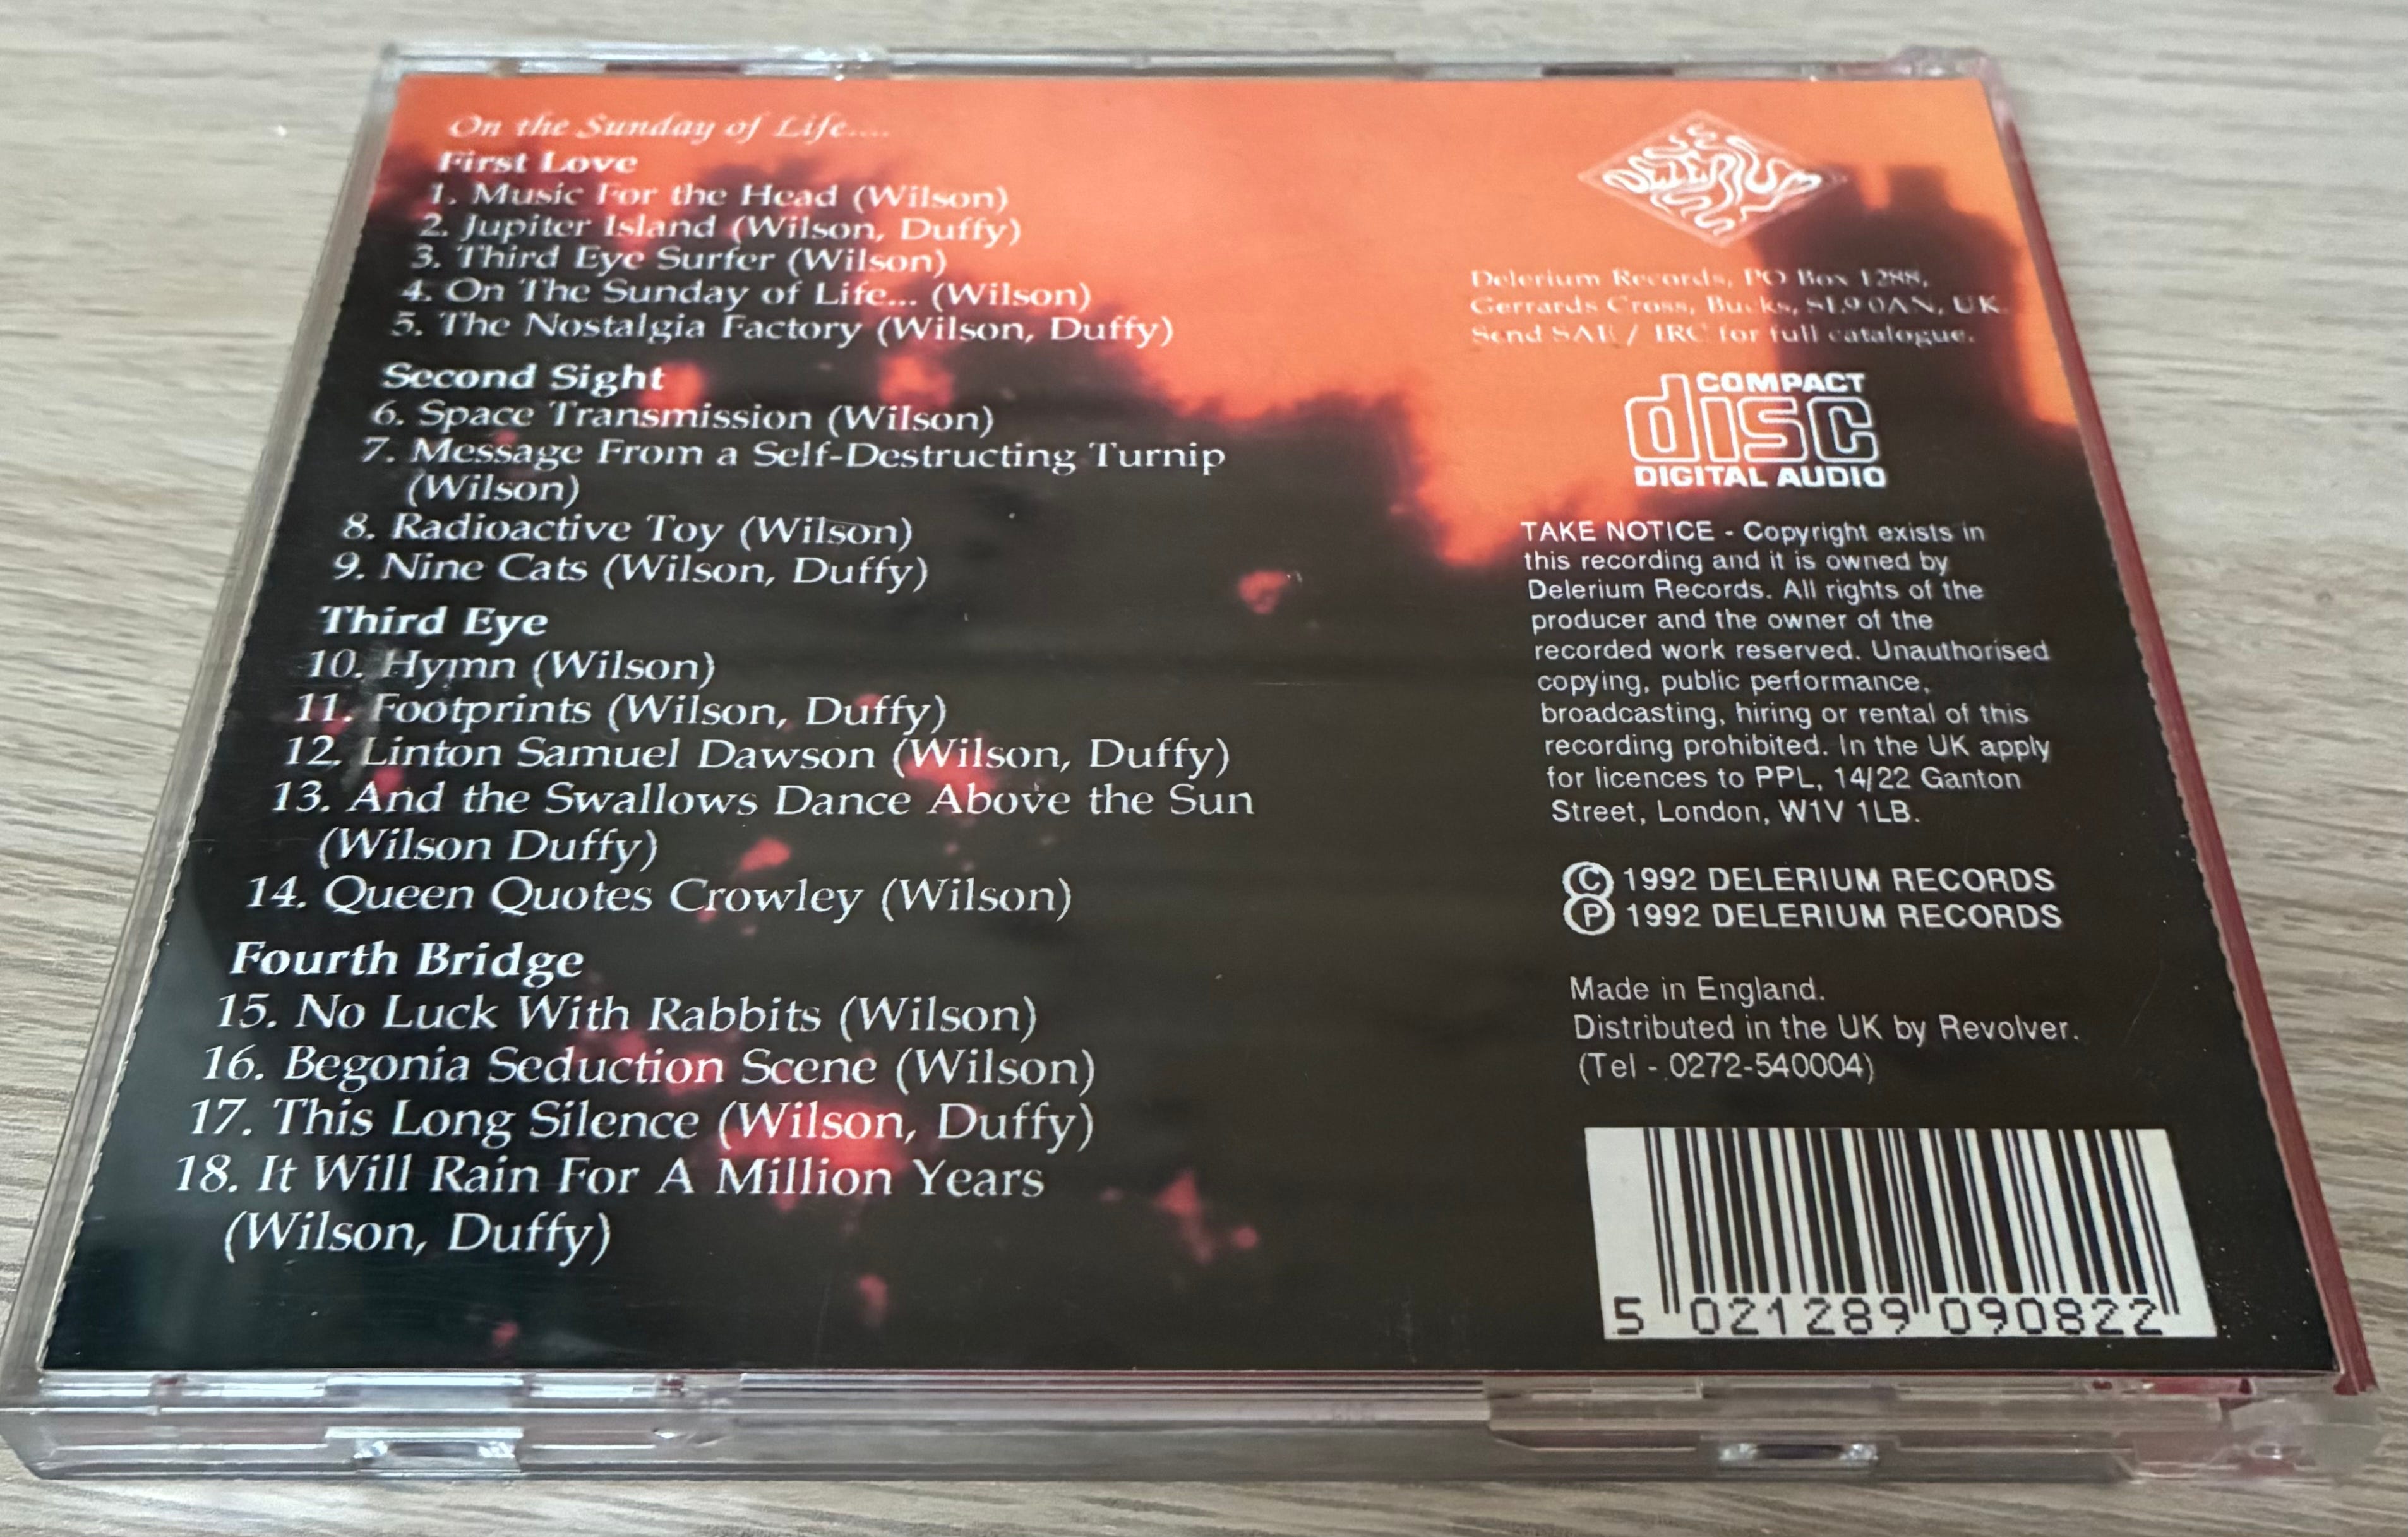 On the Sunday of Life....
First Love
1. Music For the Head (Wilson)
2. Jupiter Island (Wilson, Duffy)
3. Third Eye Surfer (Wilson)
4. On The Sunday of Life... (Wilson)
5. The Nostalgia Factory (Wilson, Duffy)
Second Sight
6. Space Transmission (Wilson)
7. Message From a Self-Destructing Turnip
(Wilson)
8. Radioactive Toy (Wilson)
9. Nine Cats (Wilson, Duffy)
Third Eye
10. Hymn (Wilson)
11. Footprints (Wilson, Duffy)
12. Linton Samuel Dawson (Wilson, Duffy)
13. And the Swallows Dance Above the Sun
(Wilson Duffy)
14. Queen Quotes Crowley (Wilson)
Fourth Bridge
15. No Luck With Rabbits (Wilson)
16. Begonia Seduction Scene (Wilson)
17. This Long Silence (Wilson, Duffy)
18. It Will Rain For A Million Years
(Wilson, Duffy)
DELERIUM
Delerium Records, PO Box 1288,
Gerrards Cross, Bucks, SL9 0AN, UK.
Send SAE / IRC for full catalogue.
COMPACT
disc
DIGITAL AUDIO
TAKE NOTICE - Copyright exists in
this recording and it is owned by
Delerium Records. All rights of the
producer and the owner of the
recorded work reserved. Unauthorised
copying, public performance,
broadcasting, hiring or rental of this
recording prohibited. In the UK apply
for licences to PPL, 14/22 Ganton
Street, London, W1V 1LB.
© 1992 DELERIUM RECORDS
℗ 1992 DELERIUM RECORDS
Made in England.
Distributed in the UK by Revolver.
(Tel - 0272-540004)
5 021289 090822